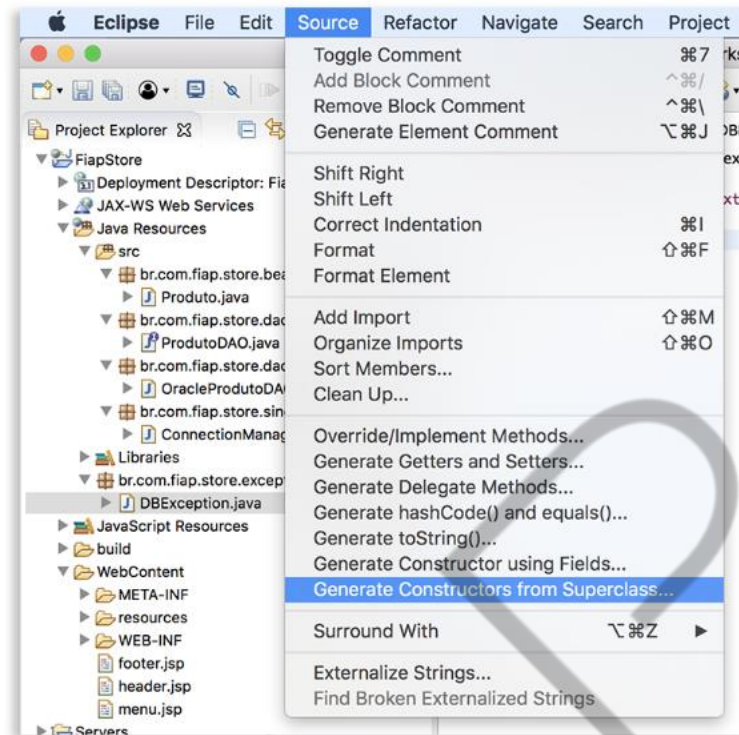 Eclipse File Edit Source Refactor Navigate Search Project
Toggle Comment ⌘7
Add Block Comment ^⌘/
Remove Block Comment ^⌘\
Generate Element Comment ⌥⌘J
Shift Right
Shift Left
Correct Indentation ⌘I
Format ⇧⌘F
Format Element
Add Import ⇧⌘M
Organize Imports ⇧⌘O
Sort Members...
Clean Up...
Override/Implement Methods...
Generate Getters and Setters...
Generate Delegate Methods...
Generate hashCode() and equals()...
Generate toString()...
Generate Constructor using Fields...
Generate Constructors from Superclass...
Surround With ⌥⌘Z
Externalize Strings...
Find Broken Externalized Strings
Project Explorer
FiapStore
Deployment Descriptor: Fia
JAX-WS Web Services
Java Resources
src
br.com.fiap.store.bea
Produto.java
br.com.fiap.store.dao
ProdutoDAO.java
br.com.fiap.store.dao
OracleProdutoDA
br.com.fiap.store.sin
ConnectionManag
Libraries
br.com.fiap.store.except
DBException.java
JavaScript Resources
build
WebContent
META-INF
resources
WEB-INF
footer.jsp
header.jsp
menu.jsp
Servers